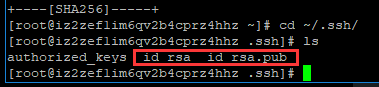 +----[SHA256]-----+
[root@iz2zeflim6qv2b4cprz4hhz ~]# cd ~/.ssh/
[root@iz2zeflim6qv2b4cprz4hhz .ssh]# ls
authorized_keys  id_rsa  id_rsa.pub
[root@iz2zeflim6qv2b4cprz4hhz .ssh]#